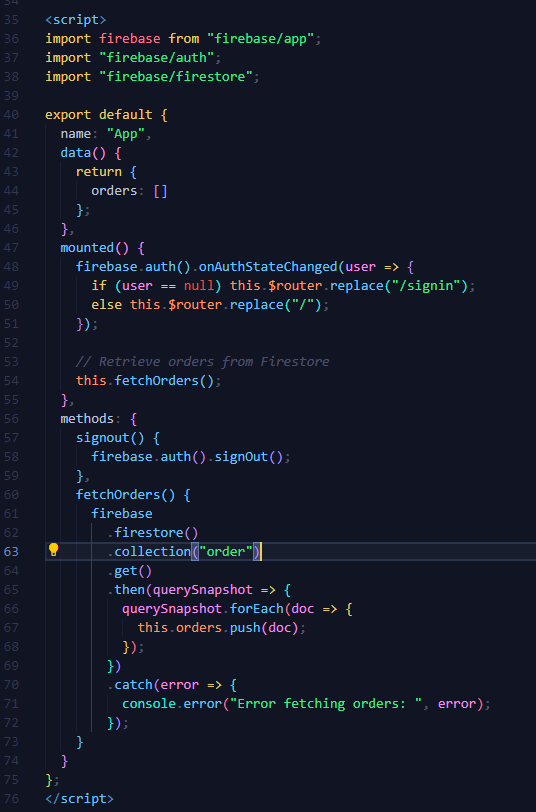 34
35 <script>
36 import firebase from "firebase/app";
37 import "firebase/auth";
38 import "firebase/firestore";
39
40 export default {
41   name: "App",
42   data() {
43     return {
44       orders: []
45     };
46   },
47   mounted() {
48     firebase.auth().onAuthStateChanged(user => {
49       if (user == null) this.$router.replace("/signin");
50       else this.$router.replace("/");
51     });
52
53     // Retrieve orders from Firestore
54     this.fetchOrders();
55   },
56   methods: {
57     signout() {
58       firebase.auth().signOut();
59     },
60     fetchOrders() {
61       firebase
62         .firestore()
63         .collection("order")
64         .get()
65         .then(querySnapshot => {
66           querySnapshot.forEach(doc => {
67             this.orders.push(doc);
68           });
69         })
70         .catch(error => {
71           console.error("Error fetching orders: ", error);
72         });
73     }
74   }
75 };
76 </script>